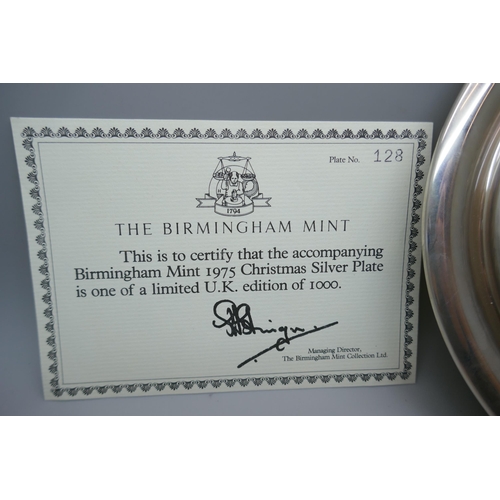 Plate No. 128
1794
THE BIRMINGHAM MINT
This is to certify that the accompanying
Birmingham Mint 1975 Christmas Silver Plate
is one of a limited U.K. edition of 1000.
Managing Director,
The Birmingham Mint Collection Ltd.